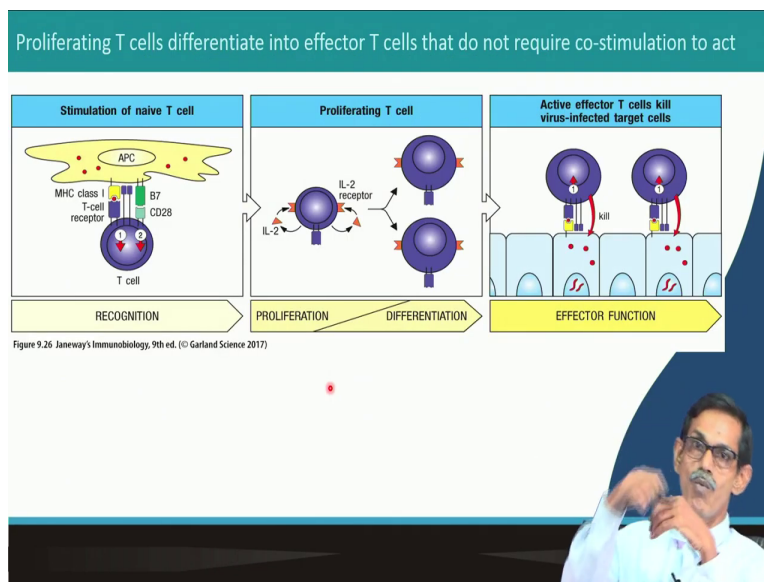 Proliferating T cells differentiate into effector T cells that do not require co-stimulation to act
Stimulation of naive T cell
APC
MHC class I
T-cell
receptor
B7
CD28
1
2
T cell
RECOGNITION
Proliferating T cell
IL-2
receptor
IL-2
PROLIFERATION
DIFFERENTIATION
Active effector T cells kill
virus-infected target cells
1
kill
1
EFFECTOR FUNCTION
Figure 9.26 Janeway's Immunobiology, 9th ed. (© Garland Science 2017)